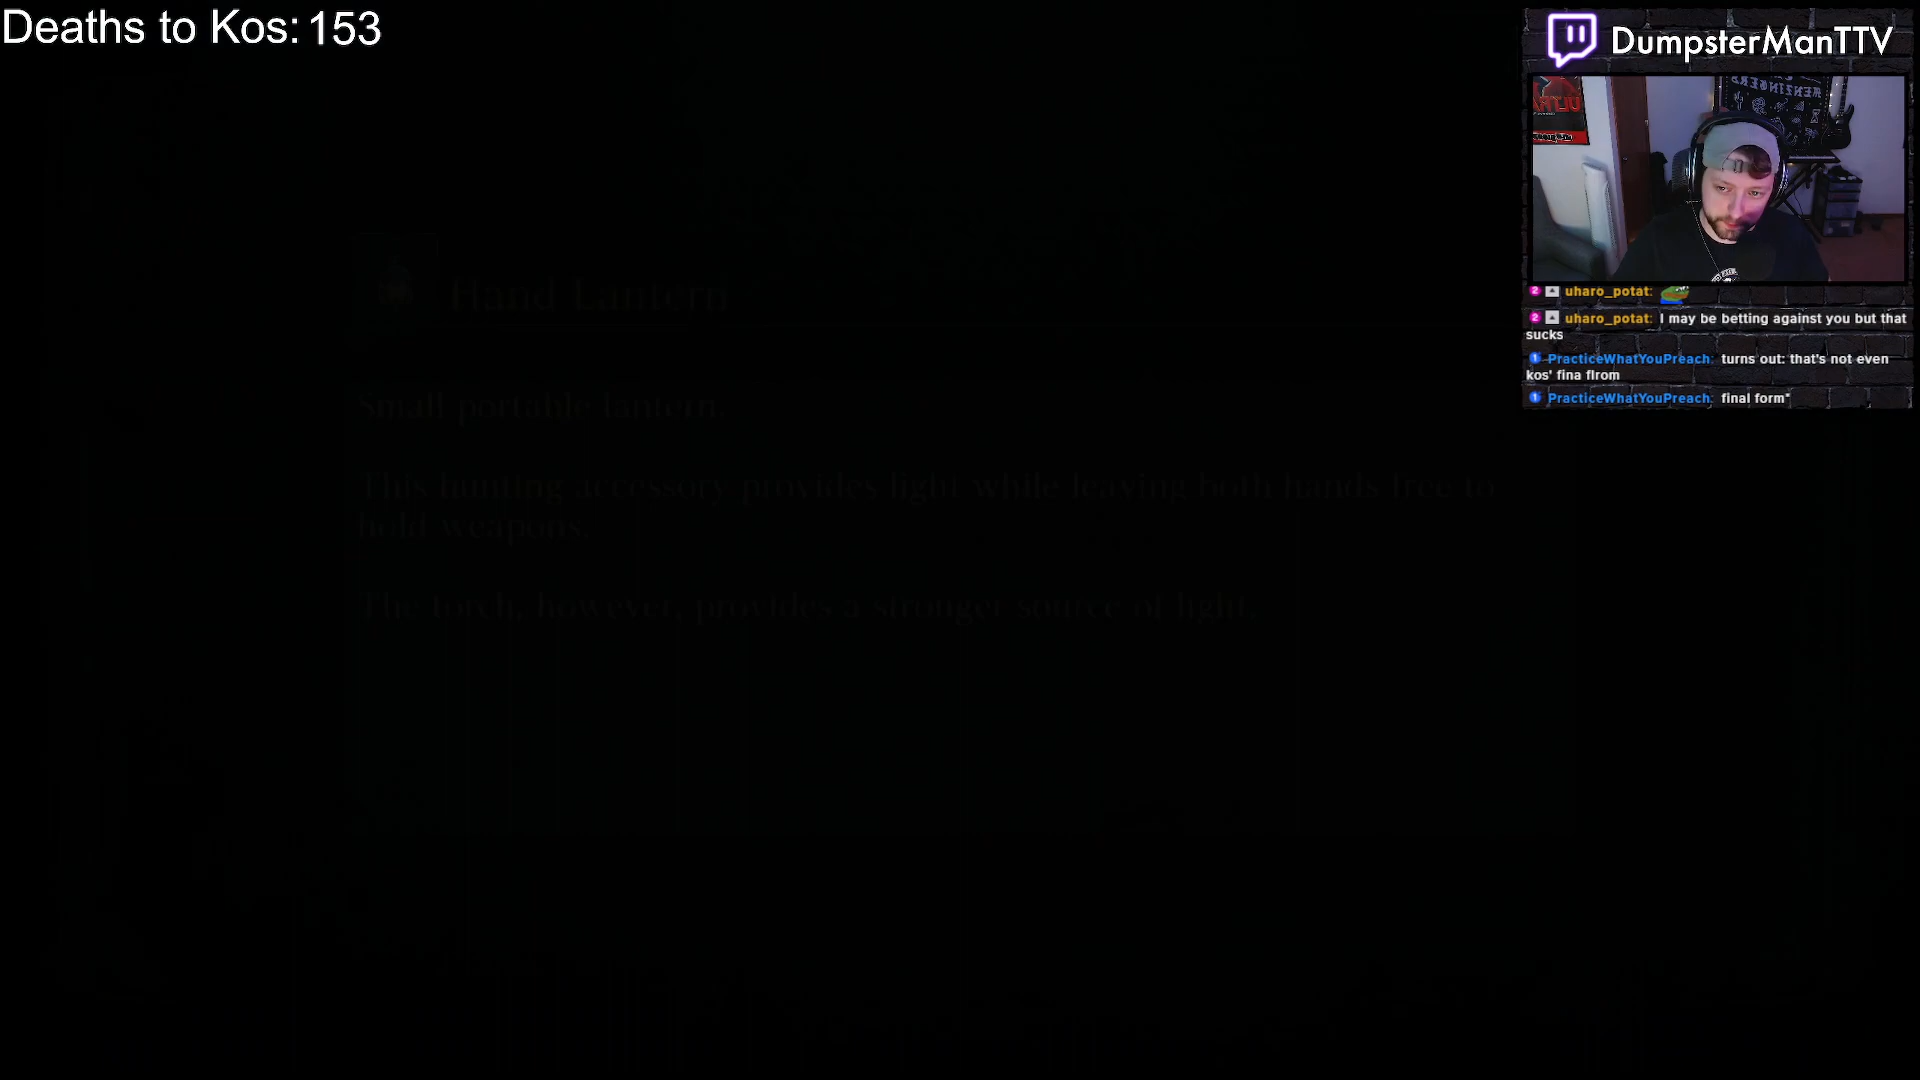 Deaths to Kos: 153
DumpsterManTTV
uharo_potat:
uharo_potat: I may be betting against you but that
sucks
PracticeWhatYouPreach: turns out: that's not even
kos' fina flrom
PracticeWhatYouPreach: final form*
Hand Lantern
Small portable lantern.
This hunting accessory provides light while leaving both hands free to
hold weapons.
The torch, however, provides a stronger source of light.